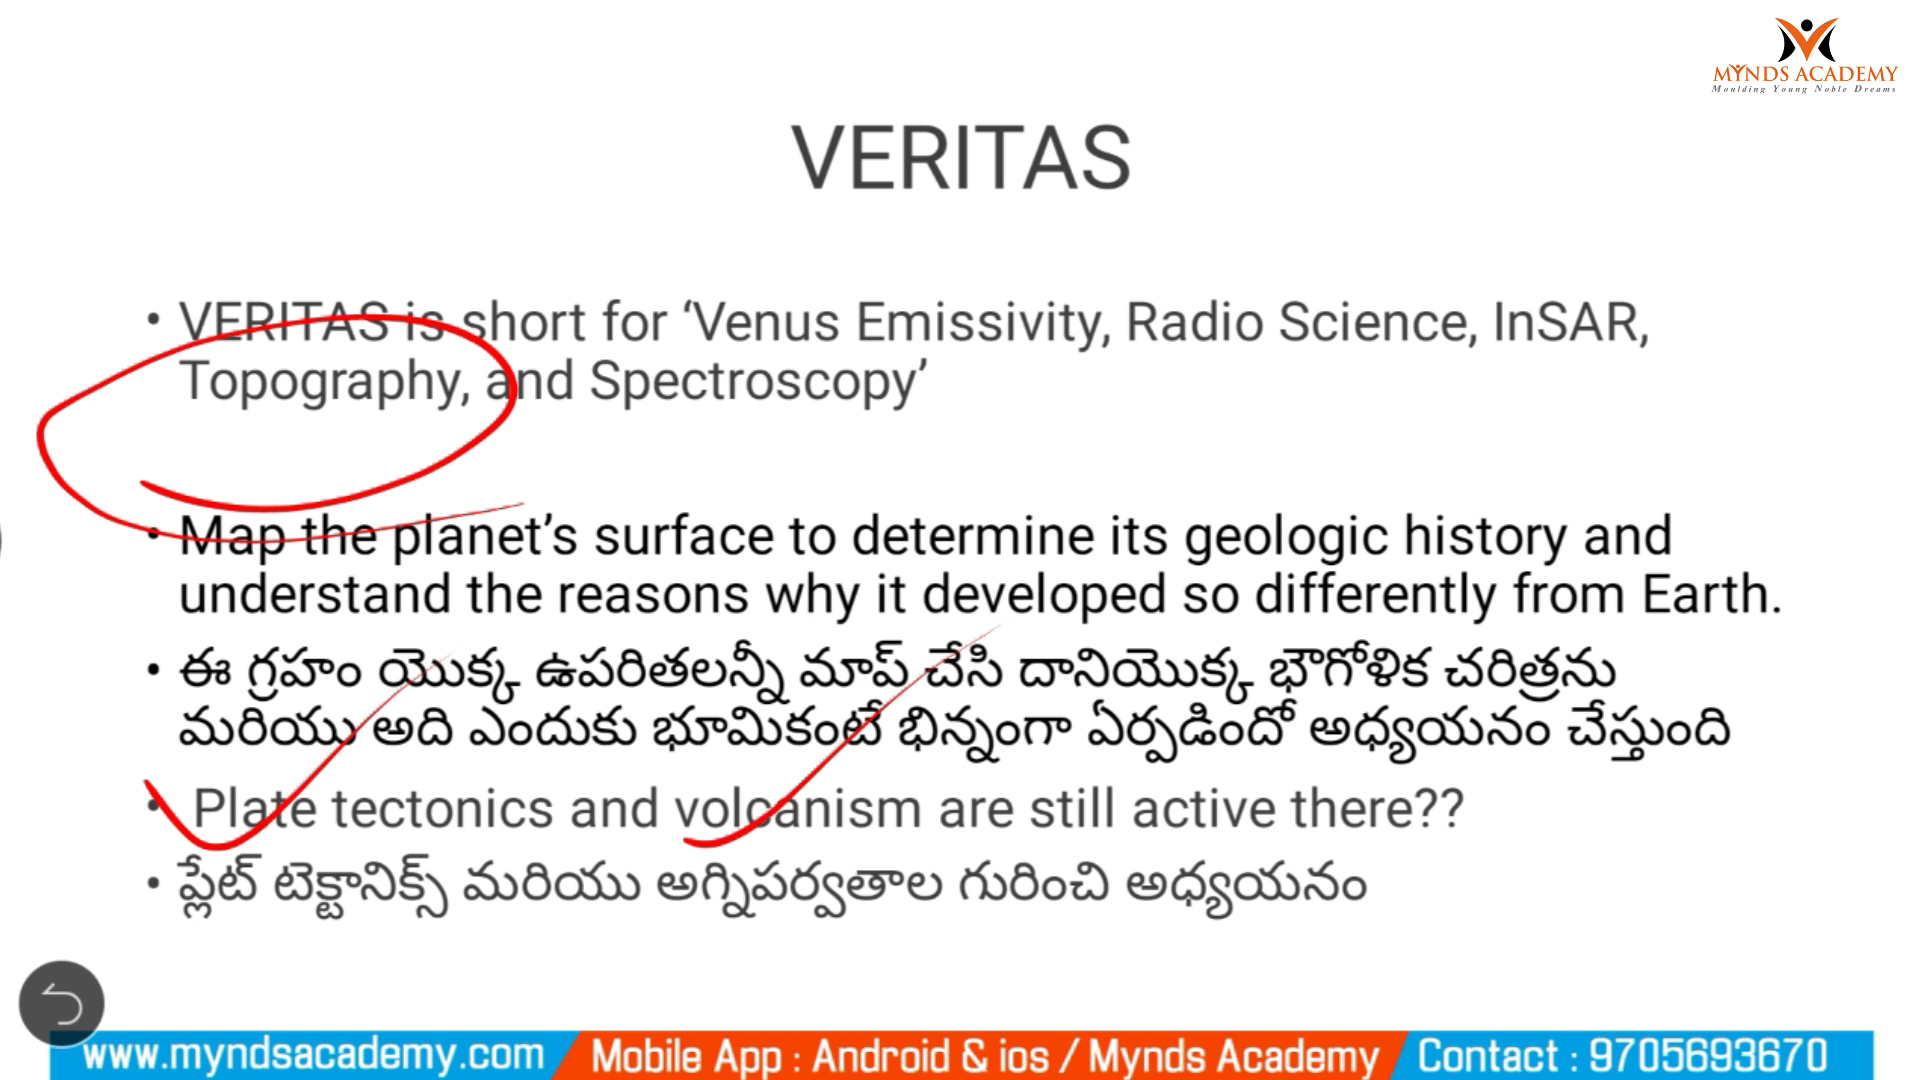 MYNDS ACADEMY
Moulding Young Noble Dreams
VERITAS
• VERITAS is short for ‘Venus Emissivity, Radio Science, InSAR,
Topography, and Spectroscopy’
• Map the planet’s surface to determine its geologic history and
understand the reasons why it developed so differently from Earth.
• ఈ గ్రహం యొక్క ఉపరితలన్నీ మాప్ చేసి దానియొక్క భౌగోళిక చరిత్రను
మరియు అది ఎందుకు భూమికంటే భిన్నంగా ఏర్పడిందో అధ్యయనం చేస్తుంది
• Plate tectonics and volcanism are still active there??
• ప్లేట్ టెక్టానిక్స్ మరియు అగ్నిపర్వతాల గురించి అధ్యయనం
www.myndsacademy.com Mobile App : Android & ios / Mynds Academy Contact : 9705693670